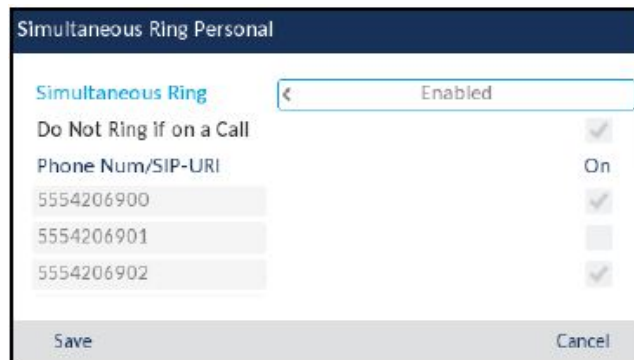 Simultaneous Ring Personal
Simultaneous Ring < Enabled
Do Not Ring if on a Call
Phone Num/SIP-URI On
5554206900
5554206901
5554206902
Save Cancel